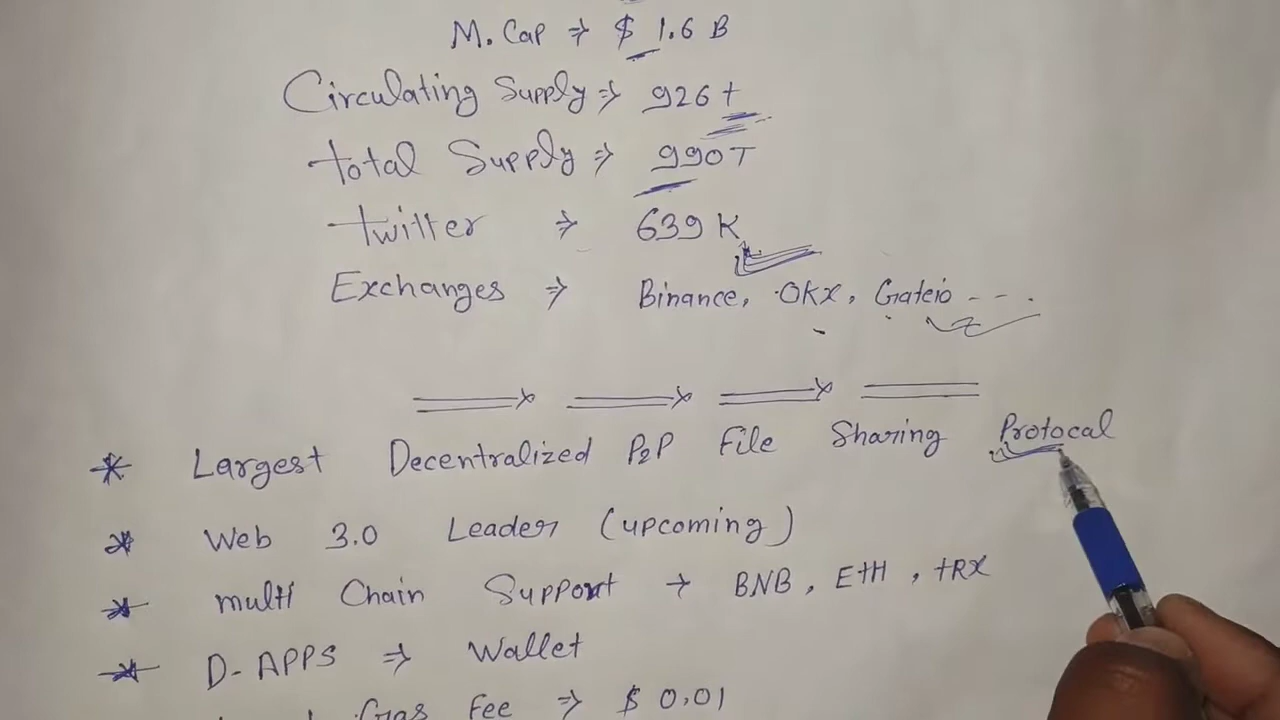 M. Cap ⇒ $ 1.6 B
Circulating Supply ⇒ 926 t
Total Supply ⇒ 990 T
Twitter ⇒ 639 K
Exchanges ⇒ Binance, OKX, Gateio ---.
* Largest Decentralized P2P File Sharing Protocal
* Web 3.0 Leader (upcoming)
* multi Chain Support → BNB, ETH, TRX
* D-APPS ⇒ Wallet
Gas Fee ⇒ $ 0.01